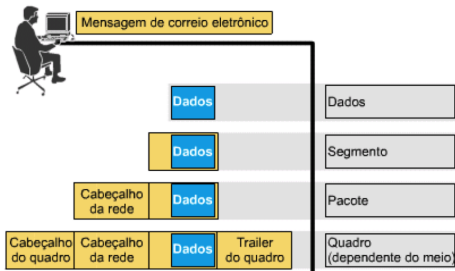 Mensagem de correio eletrônico
Dados
Dados
Dados
Segmento
Cabeçalho
da rede
Dados
Pacote
Cabeçalho
do quadro
Cabeçalho
da rede
Dados
Trailer
do quadro
Quadro
(dependente do meio)